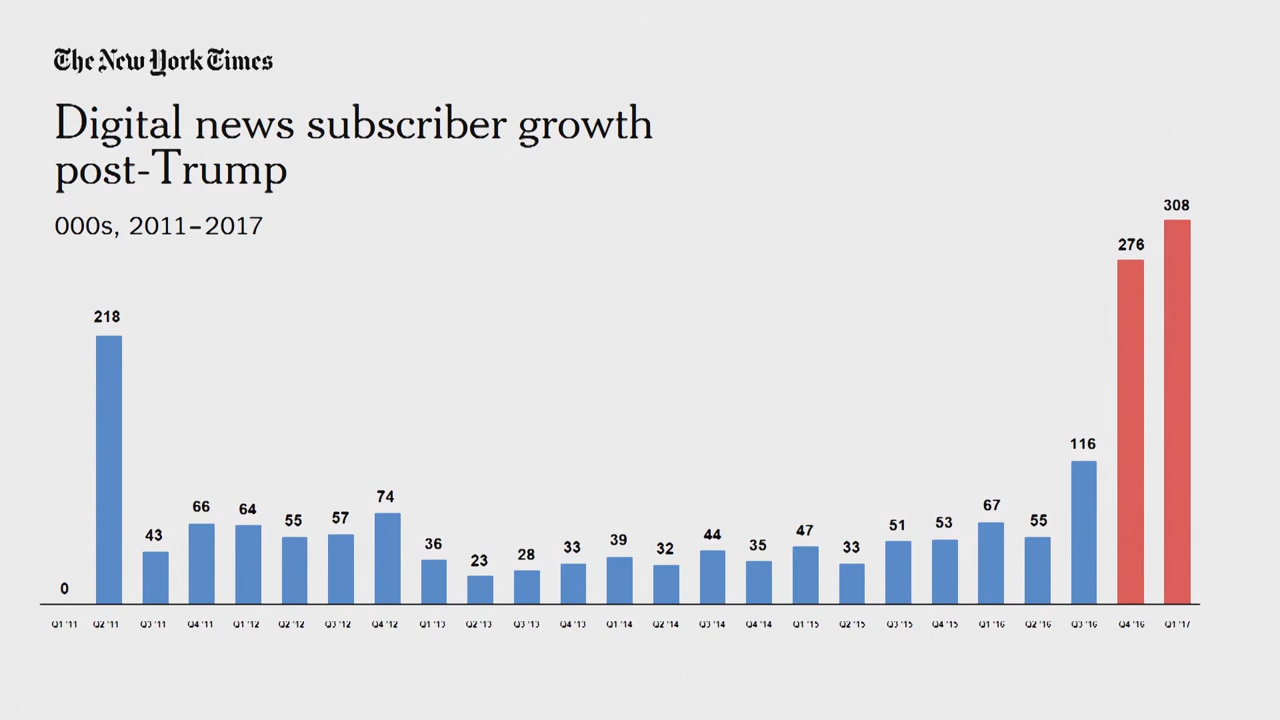 The New York Times
Digital news subscriber growth
post-Trump
000s, 2011–2017
0 218 43 66 64 55 57 74 36 23 28 33 39 32 44 35 47 33 51 53 67 55 116 276 308
Q1 '11 Q2 '11 Q3 '11 Q4 '11 Q1 '12 Q2 '12 Q3 '12 Q4 '12 Q1 '13 Q2 '13 Q3 '13 Q4 '13 Q1 '14 Q2 '14 Q3 '14 Q4 '14 Q1 '15 Q2 '15 Q3 '15 Q4 '15 Q1 '16 Q2 '16 Q3 '16 Q4 '16 Q1 '17